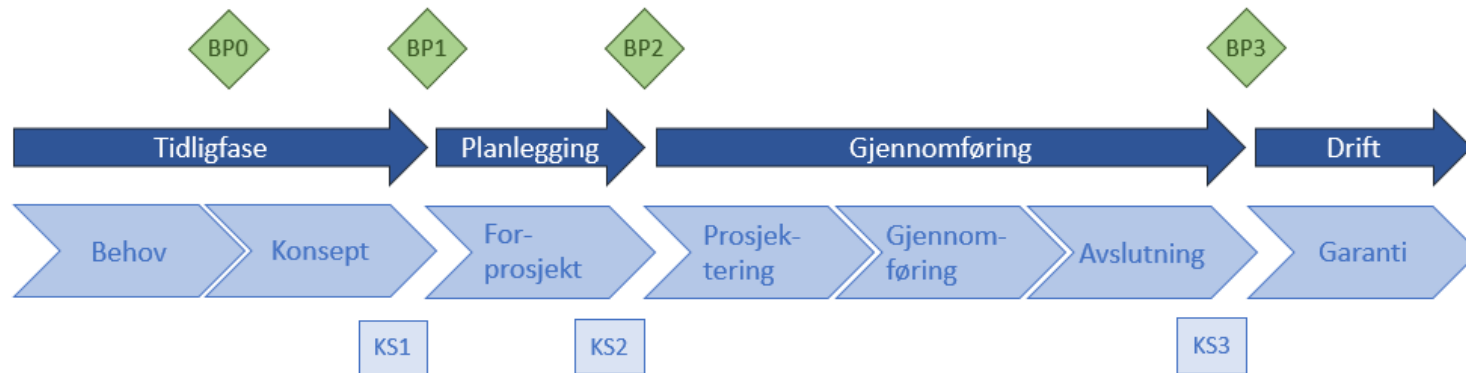 BP0 BP1 BP2 BP3
Tidligfase Planlegging Gjennomføring Drift
Behov
Konsept
For-
prosjekt
Prosjek-
tering
Gjennom-
føring
Avslutning
Garanti
KS1 KS2 KS3